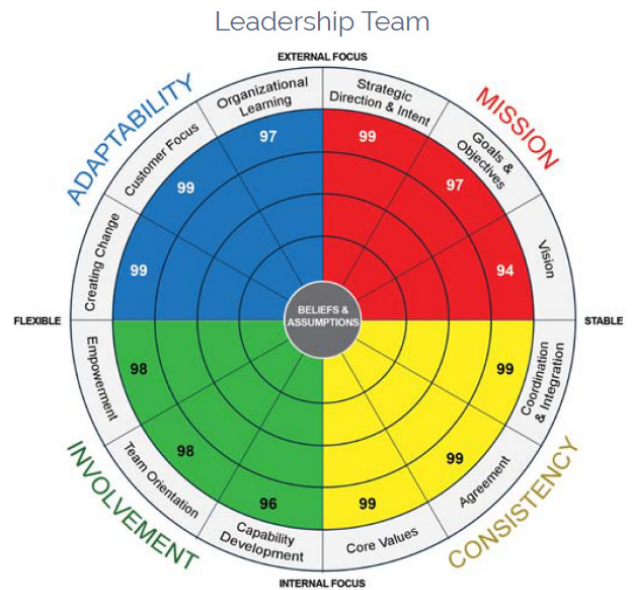 Leadership Team
EXTERNAL FOCUS
ADAPTABILITY
MISSION
Organizational
Learning
97
Strategic
Direction & Intent
99
Customer Focus
99
Goals &
Objectives
97
Creating Change
99
Vision
94
FLEXIBLE
BELIEFS &
ASSUMPTIONS
STABLE
Empowerment
98
Coordination
& Integration
99
Team Orientation
98
Agreement
99
Capability
Development
96
Core Values
99
INVOLVEMENT
CONSISTENCY
INTERNAL FOCUS